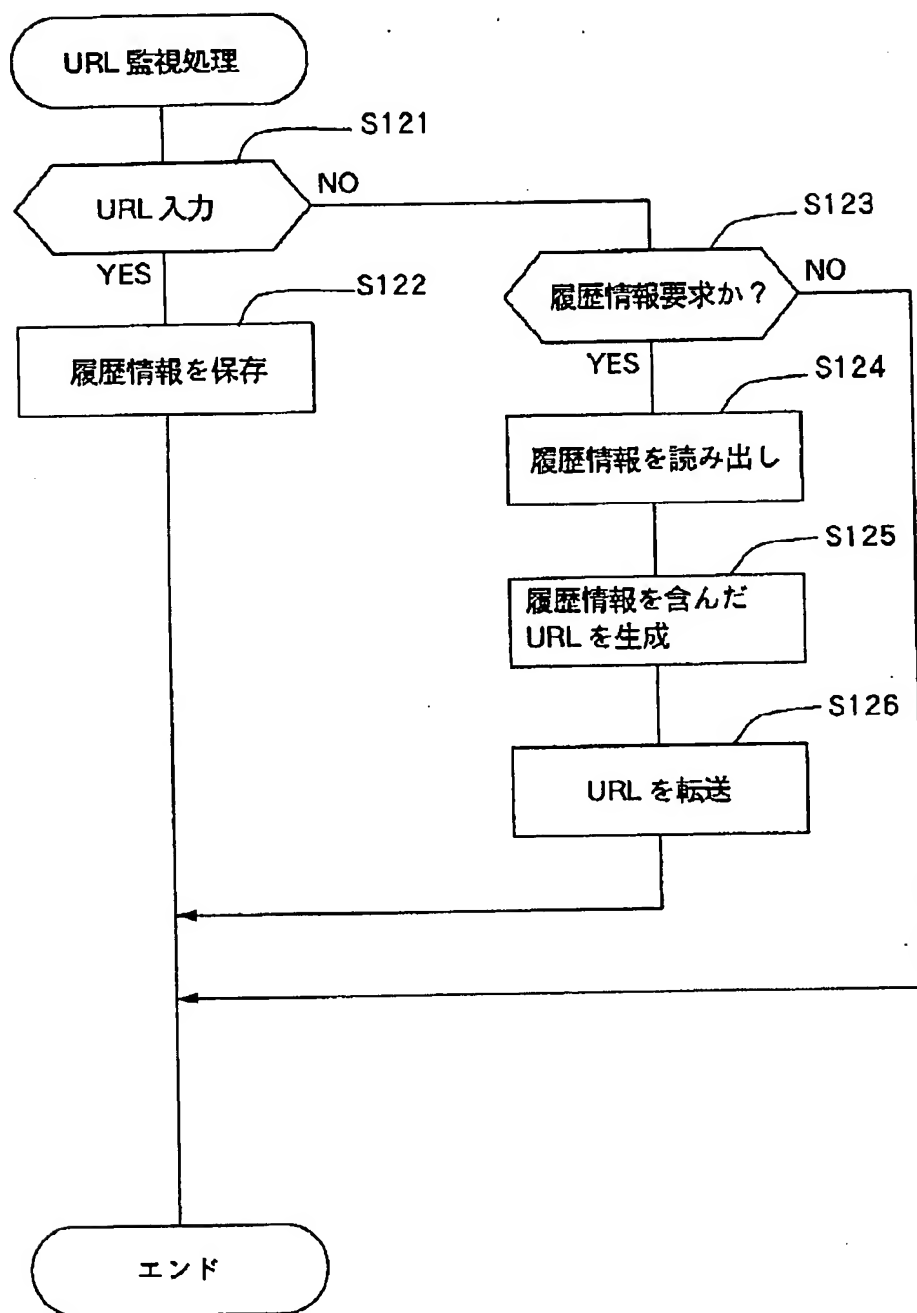 URL 監視処理
S121
URL 入力
NO
YES
S122
履歴情報を保存
S123
履歴情報要求か？
NO
YES
S124
履歴情報を読み出し
S125
履歴情報を含んだ
URL を生成
S126
URL を転送
エンド